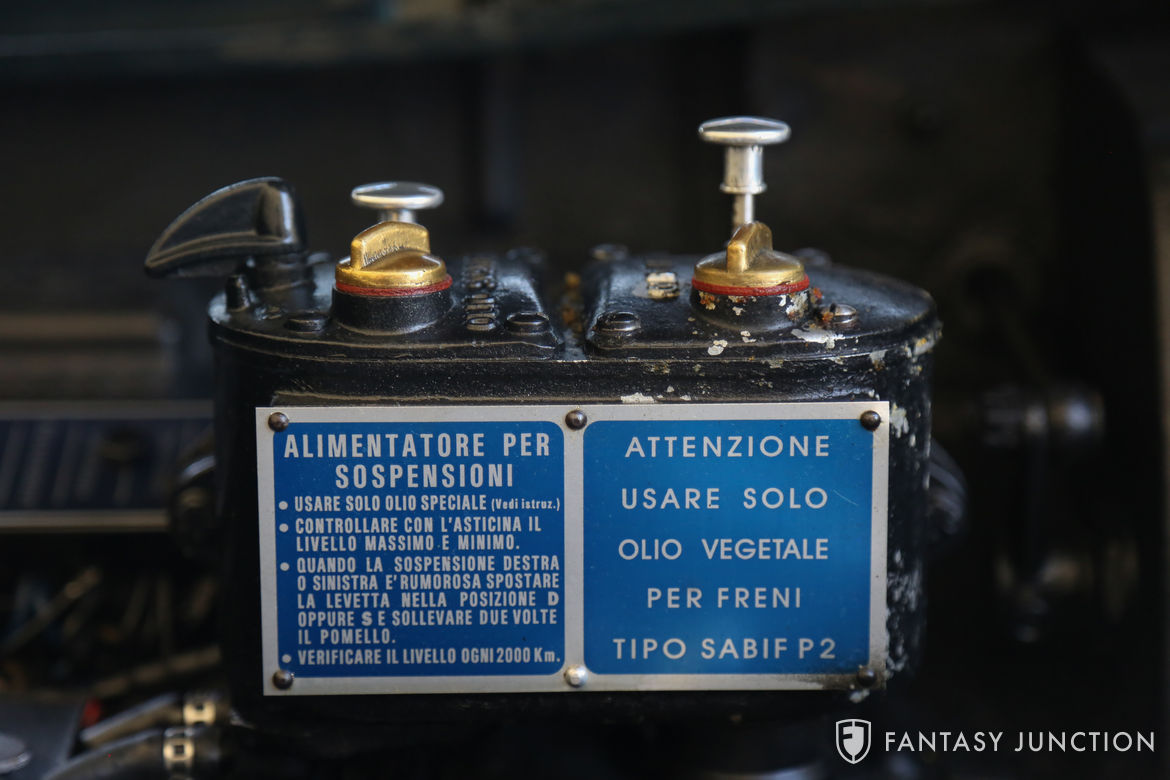 ALIMENTATORE PER
SOSPENSIONI
• USARE SOLO OLIO SPECIALE (Vedi istruz.)
• CONTROLLARE CON L'ASTICINA IL
LIVELLO MASSIMO E MINIMO.
• QUANDO LA SOSPENSIONE DESTRA
O SINISTRA E' RUMOROSA SPOSTARE
LA LEVETTA NELLA POSIZIONE D
OPPURE S E SOLLEVARE DUE VOLTE
IL POMELLO.
• VERIFICARE IL LIVELLO OGNI 2000 Km.
ATTENZIONE
USARE SOLO
OLIO VEGETALE
PER FRENI
TIPO SABIF P2
FANTASY JUNCTION